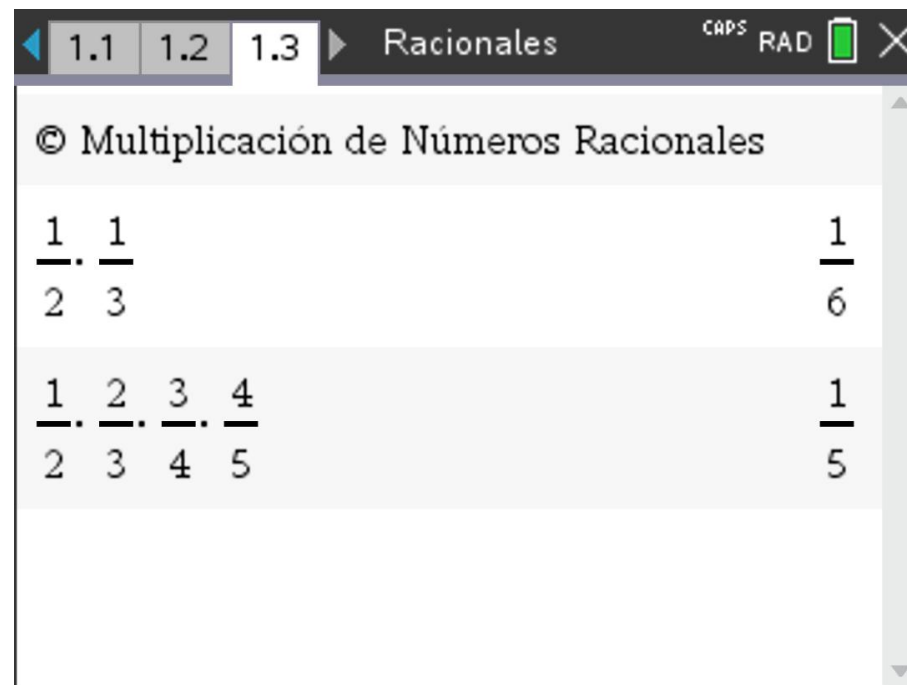 1.1 1.2 1.3 Racionales CAPS RAD
© Multiplicación de Números Racionales
1/2 · 1/3 1/6
1/2 · 2/3 · 3/4 · 4/5 1/5